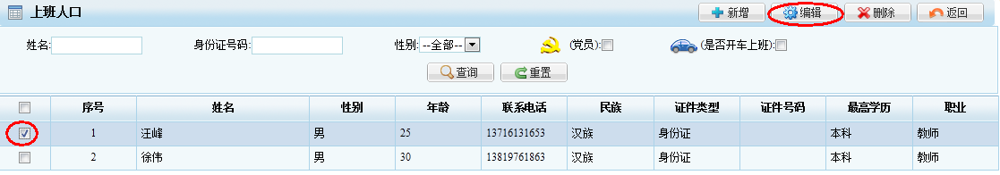 上班人口 新增 编辑 删除 返回
姓名: 身份证号码: 性别: --全部-- (党员): (是否开车上班):
查询 重置
序号 姓名 性别 年龄 联系电话 民族 证件类型 证件号码 最高学历 职业
1 汪峰 男 25 13716131653 汉族 身份证 本科 教师
2 徐伟 男 30 13819761863 汉族 身份证 本科 教师